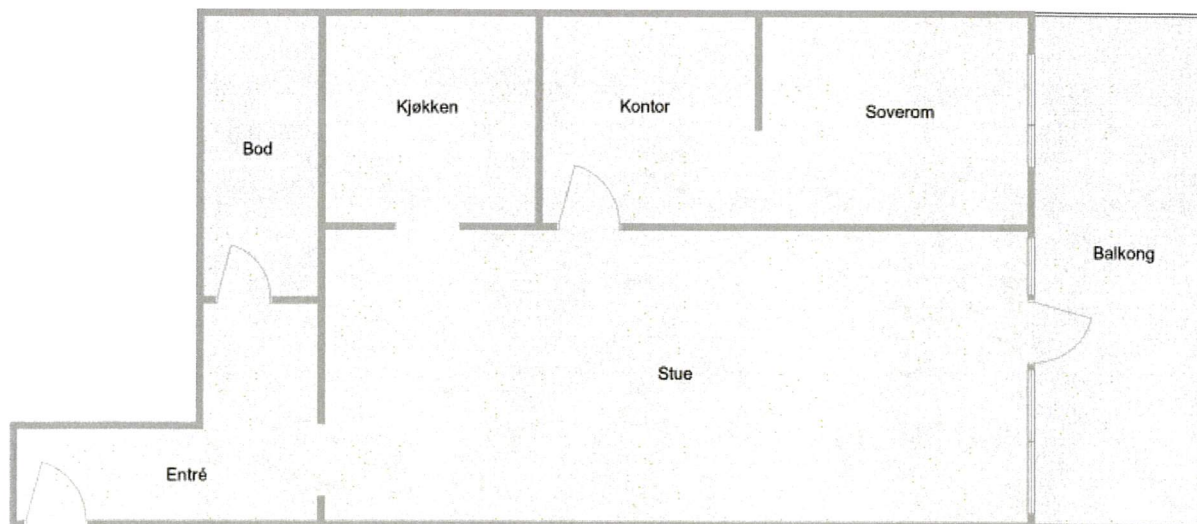 Kjøkken
Kontor
Soverom
Bod
Balkong
Stue
Entré